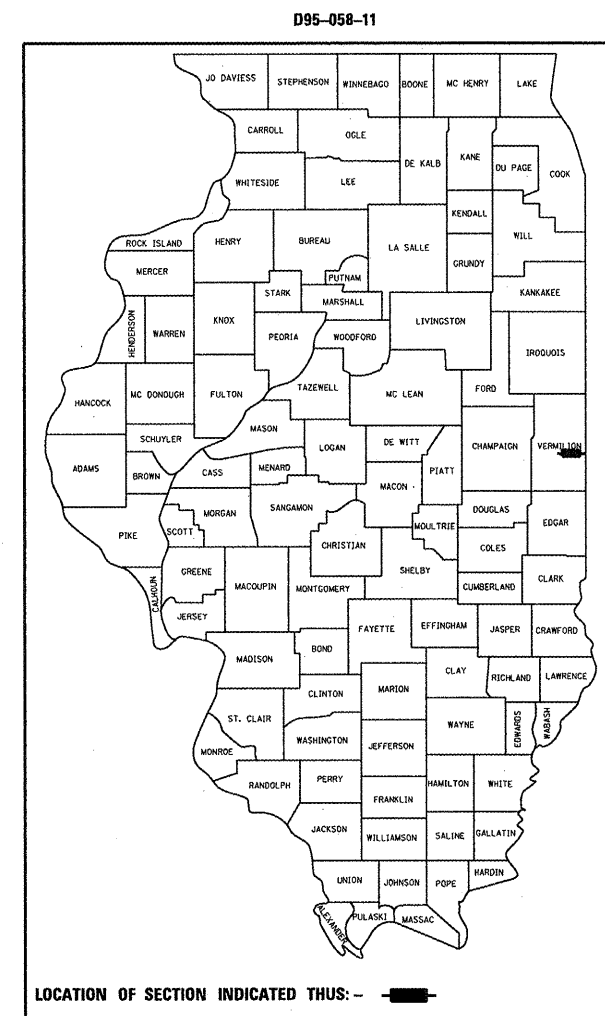 D95-058-11
JO DAVIESS STEPHENSON WINNEBAGO BOONE MC HENRY LAKE
CARROLL OGLE
DE KALB KANE DU PAGE COOK
WHITESIDE LEE
KENDALL
ROCK ISLAND HENRY BUREAU LA SALLE WILL
MERCER PUTNAM GRUNDY
STARK MARSHALL KANKAKEE
HENDERSON WARREN KNOX PEORIA WOODFORD LIVINGSTON IROQUOIS
HANCOCK MC DONOUGH FULTON TAZEWELL MC LEAN FORD
SCHUYLER MASON LOGAN DE WITT CHAMPAIGN VERMILION
ADAMS BROWN CASS MENARD PIATT
MACON
MORGAN SANGAMON DOUGLAS EDGAR
PIKE SCOTT CHRISTIAN MOULTRIE
COLES
GREENE MACOUPIN MONTGOMERY SHELBY CUMBERLAND CLARK
CALHOUN JERSEY
FAYETTE EFFINGHAM JASPER CRAWFORD
MADISON BOND
CLAY RICHLAND LAWRENCE
CLINTON MARION
ST. CLAIR WAYNE EDWARDS WABASH
MONROE WASHINGTON JEFFERSON
RANDOLPH PERRY HAMILTON WHITE
FRANKLIN
JACKSON WILLIAMSON SALINE GALLATIN
UNION JOHNSON POPE HARDIN
ALEXANDER PULASKI MASSAC
LOCATION OF SECTION INDICATED THUS: -